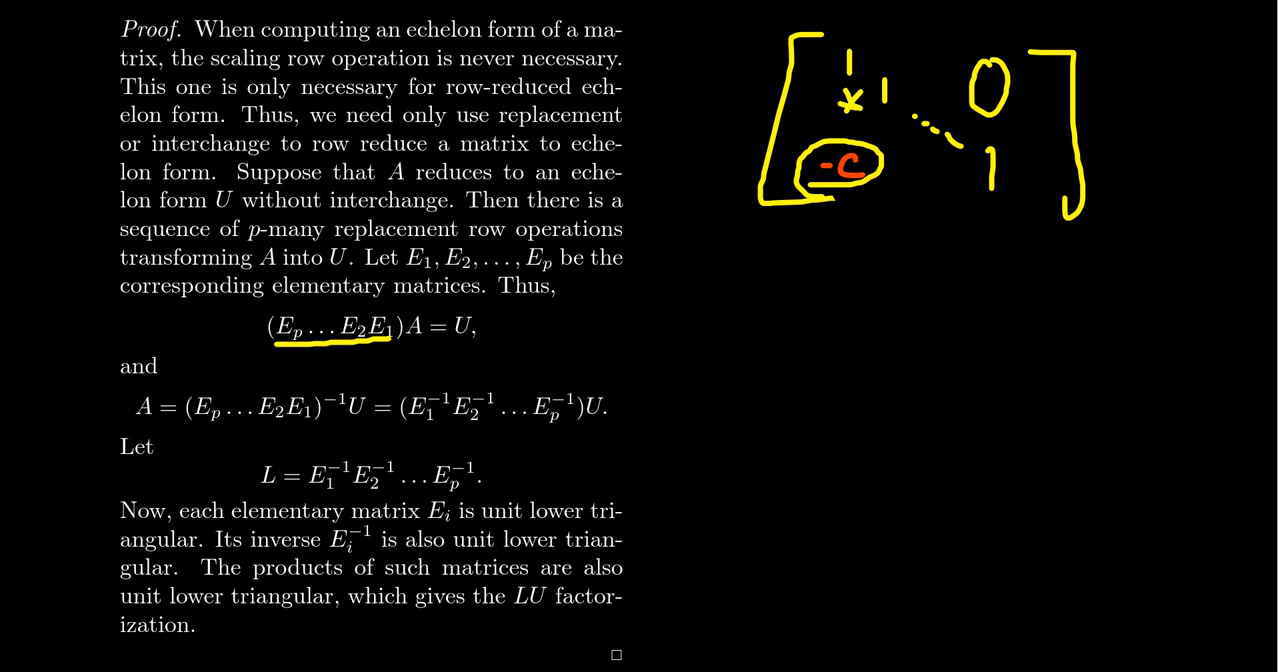 Proof. When computing an echelon form of a ma-
trix, the scaling row operation is never necessary.
This one is only necessary for row-reduced ech-
elon form. Thus, we need only use replacement
or interchange to row reduce a matrix to eche-
lon form. Suppose that A reduces to an eche-
lon form U without interchange. Then there is a
sequence of p-many replacement row operations
transforming A into U. Let E₁, E₂, …, Eₚ be the
corresponding elementary matrices. Thus,
(Eₚ … E₂E₁)A = U,
and
A = (Eₚ … E₂E₁)⁻¹U = (E₁⁻¹E₂⁻¹ … Eₚ⁻¹)U.
Let
L = E₁⁻¹E₂⁻¹ … Eₚ⁻¹.
Now, each elementary matrix Eᵢ is unit lower tri-
angular. Its inverse Eᵢ⁻¹ is also unit lower trian-
gular. The products of such matrices are also
unit lower triangular, which gives the LU factor-
ization.
□
1 0
* 1 ⋱
-c 1